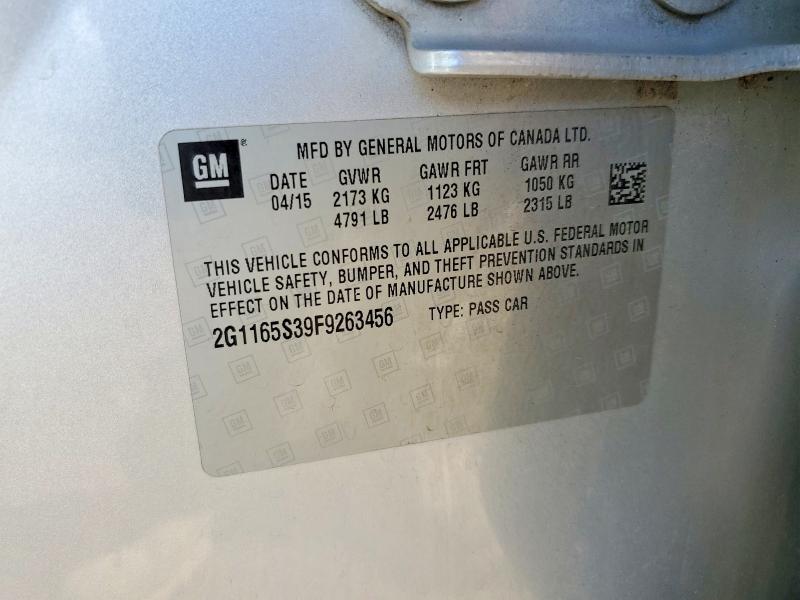 GM
MFD BY GENERAL MOTORS OF CANADA LTD.
DATE GVWR GAWR FRT GAWR RR
04/15 2173 KG 1123 KG 1050 KG
4791 LB 2476 LB 2315 LB
THIS VEHICLE CONFORMS TO ALL APPLICABLE U.S. FEDERAL MOTOR
VEHICLE SAFETY, BUMPER, AND THEFT PREVENTION STANDARDS IN
EFFECT ON THE DATE OF MANUFACTURE SHOWN ABOVE.
2G1165S39F9263456 TYPE: PASS CAR